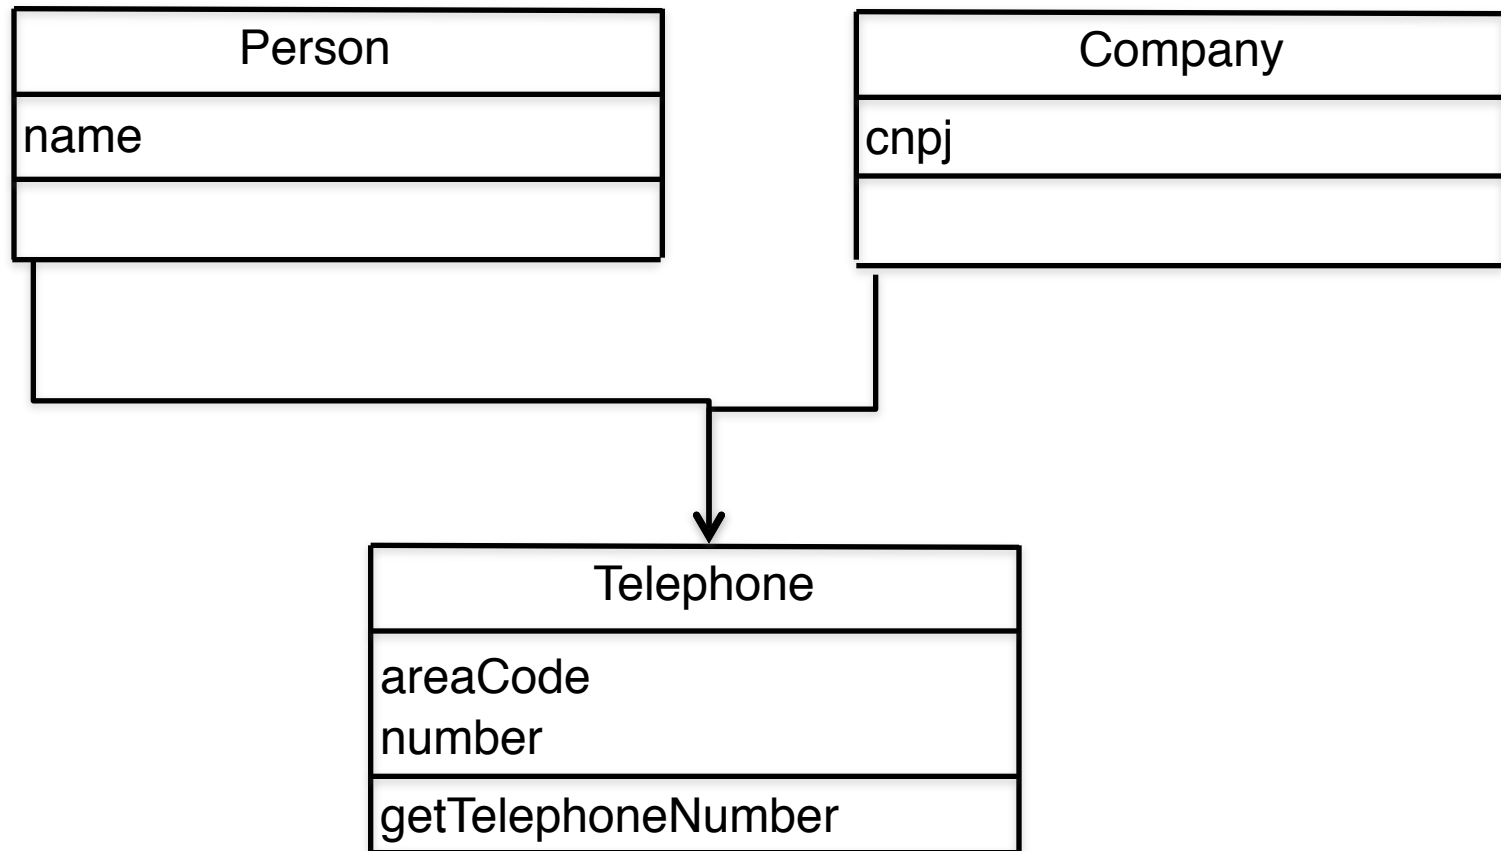 Person
name
Company
cnpj
Telephone
areaCode
number
getTelephoneNumber